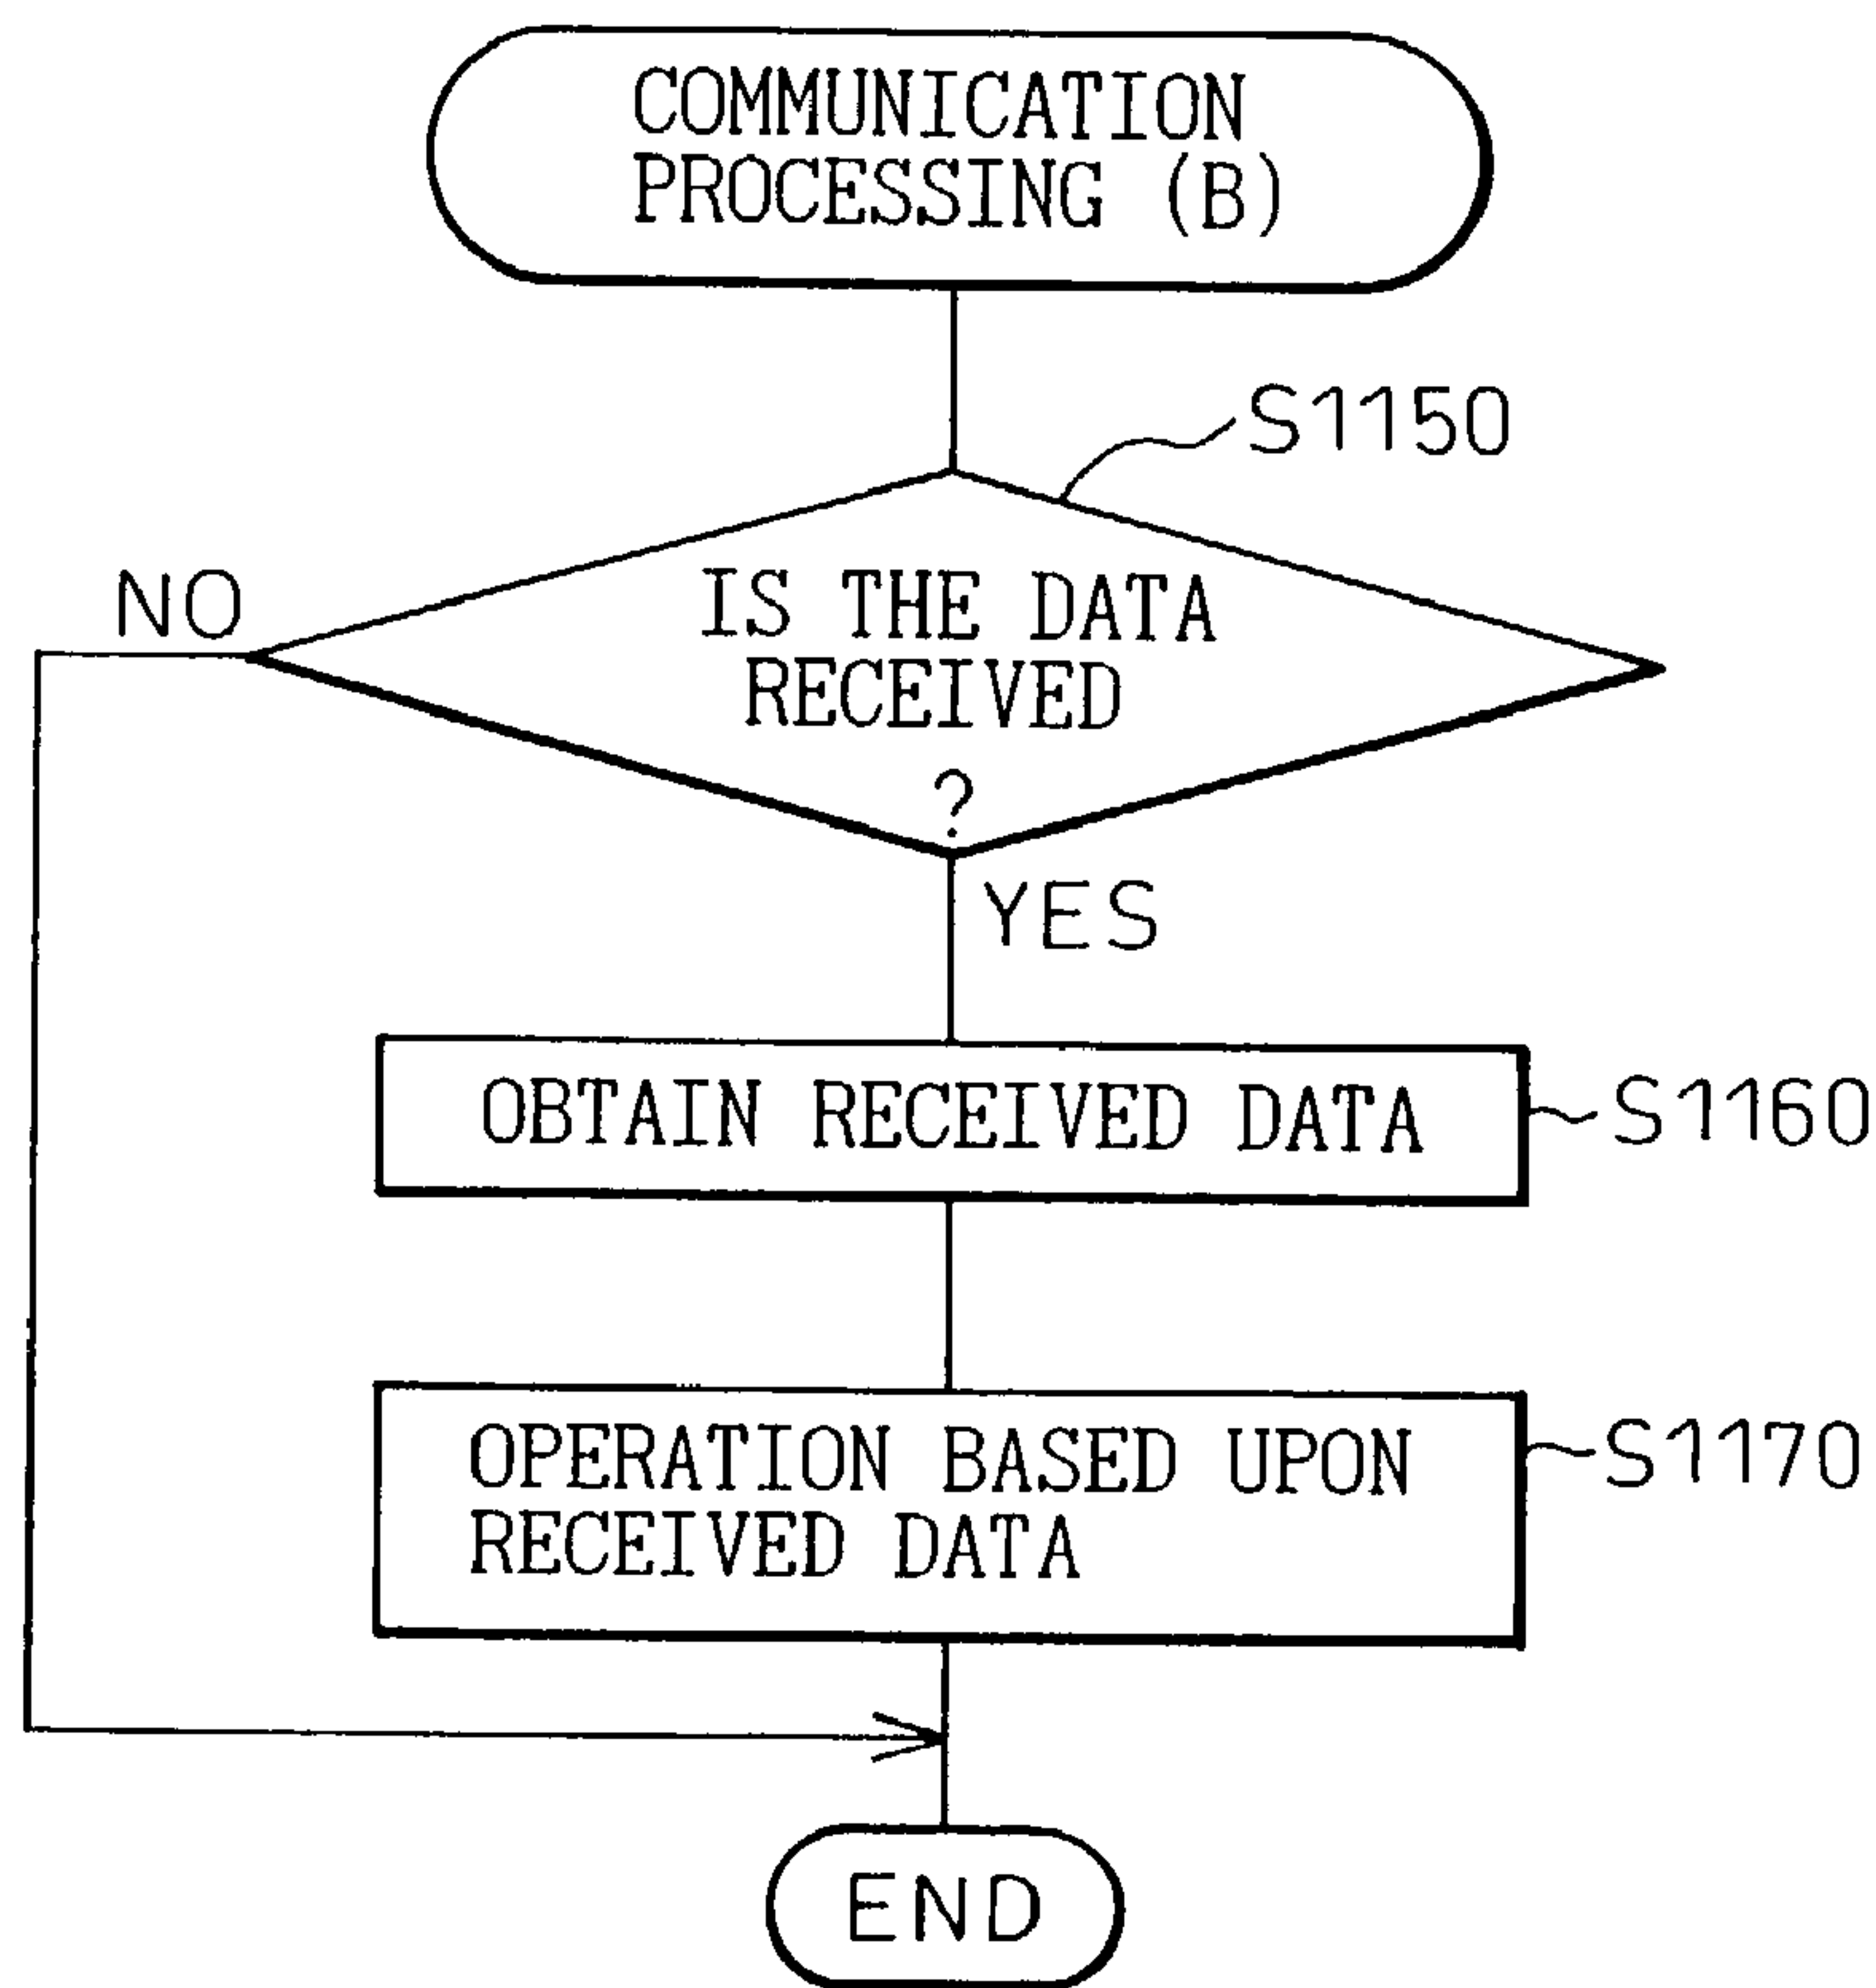 COMMUNICATION
PROCESSING (B)
S1150
NO
IS THE DATA
RECEIVED
?
YES
OBTAIN RECEIVED DATA
S1160
OPERATION BASED UPON
RECEIVED DATA
S1170
END